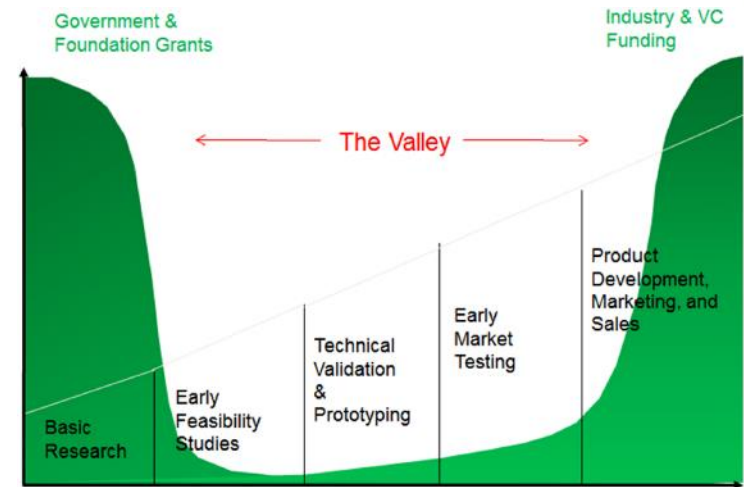 Government &
Foundation Grants
Industry & VC
Funding
The Valley
Basic
Research
Early
Feasibility
Studies
Technical
Validation
&
Prototyping
Early
Market
Testing
Product
Development,
Marketing, and
Sales